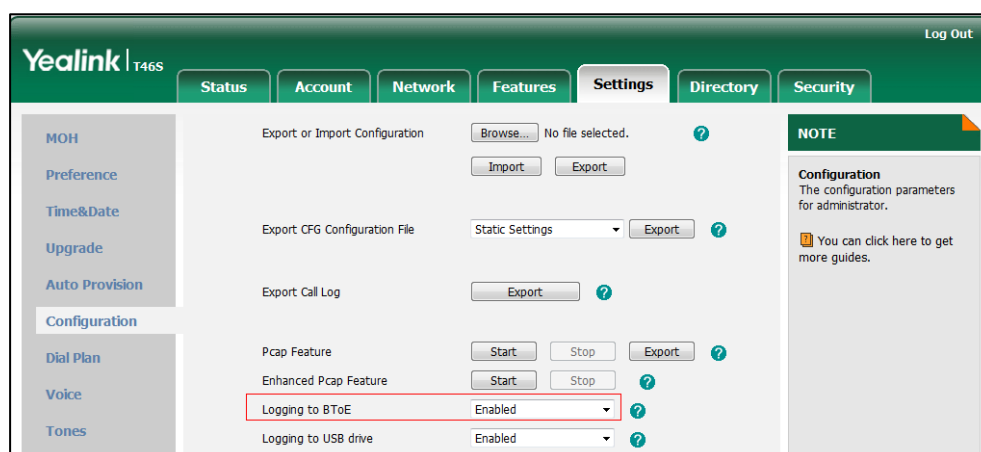 Log Out
Yealink | T46S
Status Account Network Features Settings Directory Security
MOH
Preference
Time&Date
Upgrade
Auto Provision
Configuration
Dial Plan
Voice
Tones
Export or Import Configuration Browse... No file selected. ?
Import Export
Export CFG Configuration File Static Settings Export ?
Export Call Log Export ?
Pcap Feature Start Stop Export ?
Enhanced Pcap Feature Start Stop ?
Logging to BToE Enabled ?
Logging to USB drive Enabled ?
NOTE
Configuration
The configuration parameters
for administrator.
? You can click here to get
more guides.